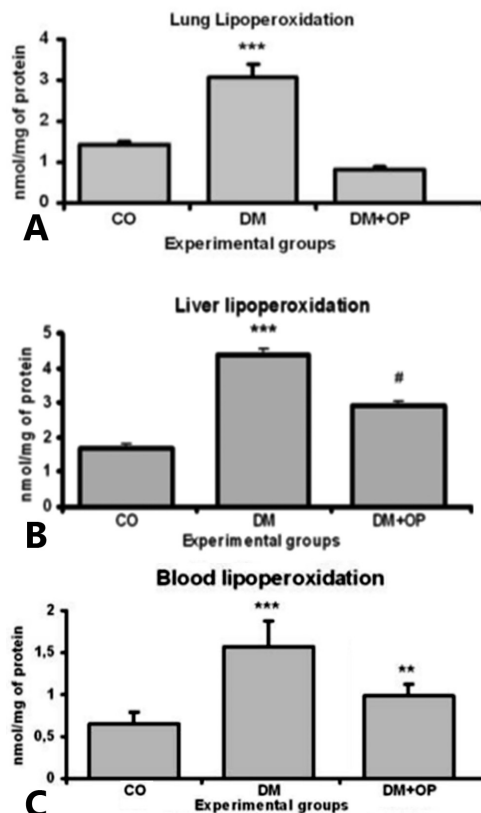 Lung Lipoperoxidation
nmol/mg of protein
4
3
2
1
0
***
CO DM DM+OP
Experimental groups
A
Liver lipoperoxidation
nmol/mg of protein
5
4
3
2
1
0
***
#
CO DM DM+OP
Experimental groups
B
Blood lipoperoxidation
nmol/mg of protein
2
1,5
1
0,5
0
***
**
CO DM DM+OP
Experimental groups
C